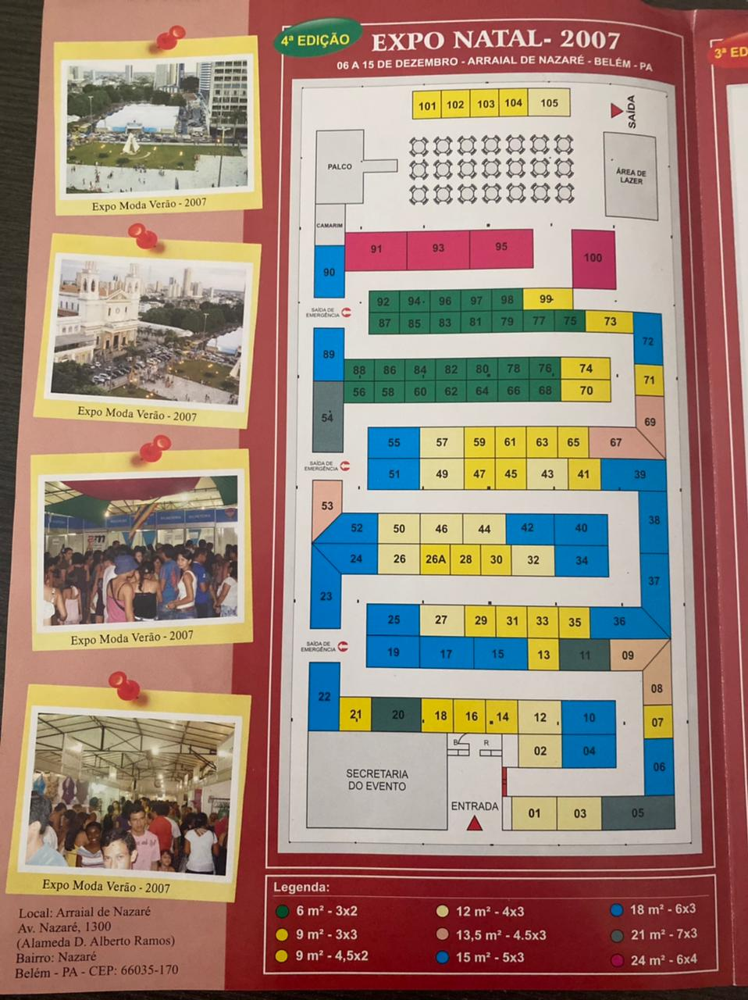 4ª EDIÇÃO
EXPO NATAL- 2007
06 A 15 DE DEZEMBRO - ARRAIAL DE NAZARÉ - BELÉM - PA
3ª ED
101 102 103 104 105
SAÍDA
PALCO
ÁREA DE
LAZER
CAMARIM
91 93 95 100
90
92 94 96 97 98 99
SAÍDA DE
EMERGÊNCIA
87 85 83 81 79 77 75 73
72
89
88 86 84 82 80 78 76 74
71
56 58 60 62 64 66 68 70
54
69
55 57 59 61 63 65 67
SAÍDA DE
EMERGÊNCIA
51 49 47 45 43 41 39
53
52 50 46 44 42 40
38
24 26 26A 28 30 32 34
37
23
25 27 29 31 33 35 36
SAÍDA DE
EMERGÊNCIA
19 17 15 13 11 09
08
22
21 20 18 16 14 12 10
07
B R
02 04
06
SECRETARIA
DO EVENTO
ENTRADA
01 03 05
Expo Moda Verão - 2007
Expo Moda Verão - 2007
Expo Moda Verão - 2007
Expo Moda Verão - 2007
Local: Arraial de Nazaré
Av. Nazaré, 1300
(Alameda D. Alberto Ramos)
Bairro: Nazaré
Belém - PA - CEP: 66035-170
Legenda:
6 m² - 3x2
9 m² - 3x3
9 m² - 4,5x2
12 m² - 4x3
13,5 m² - 4.5x3
15 m² - 5x3
18 m² - 6x3
21 m² - 7x3
24 m² - 6x4